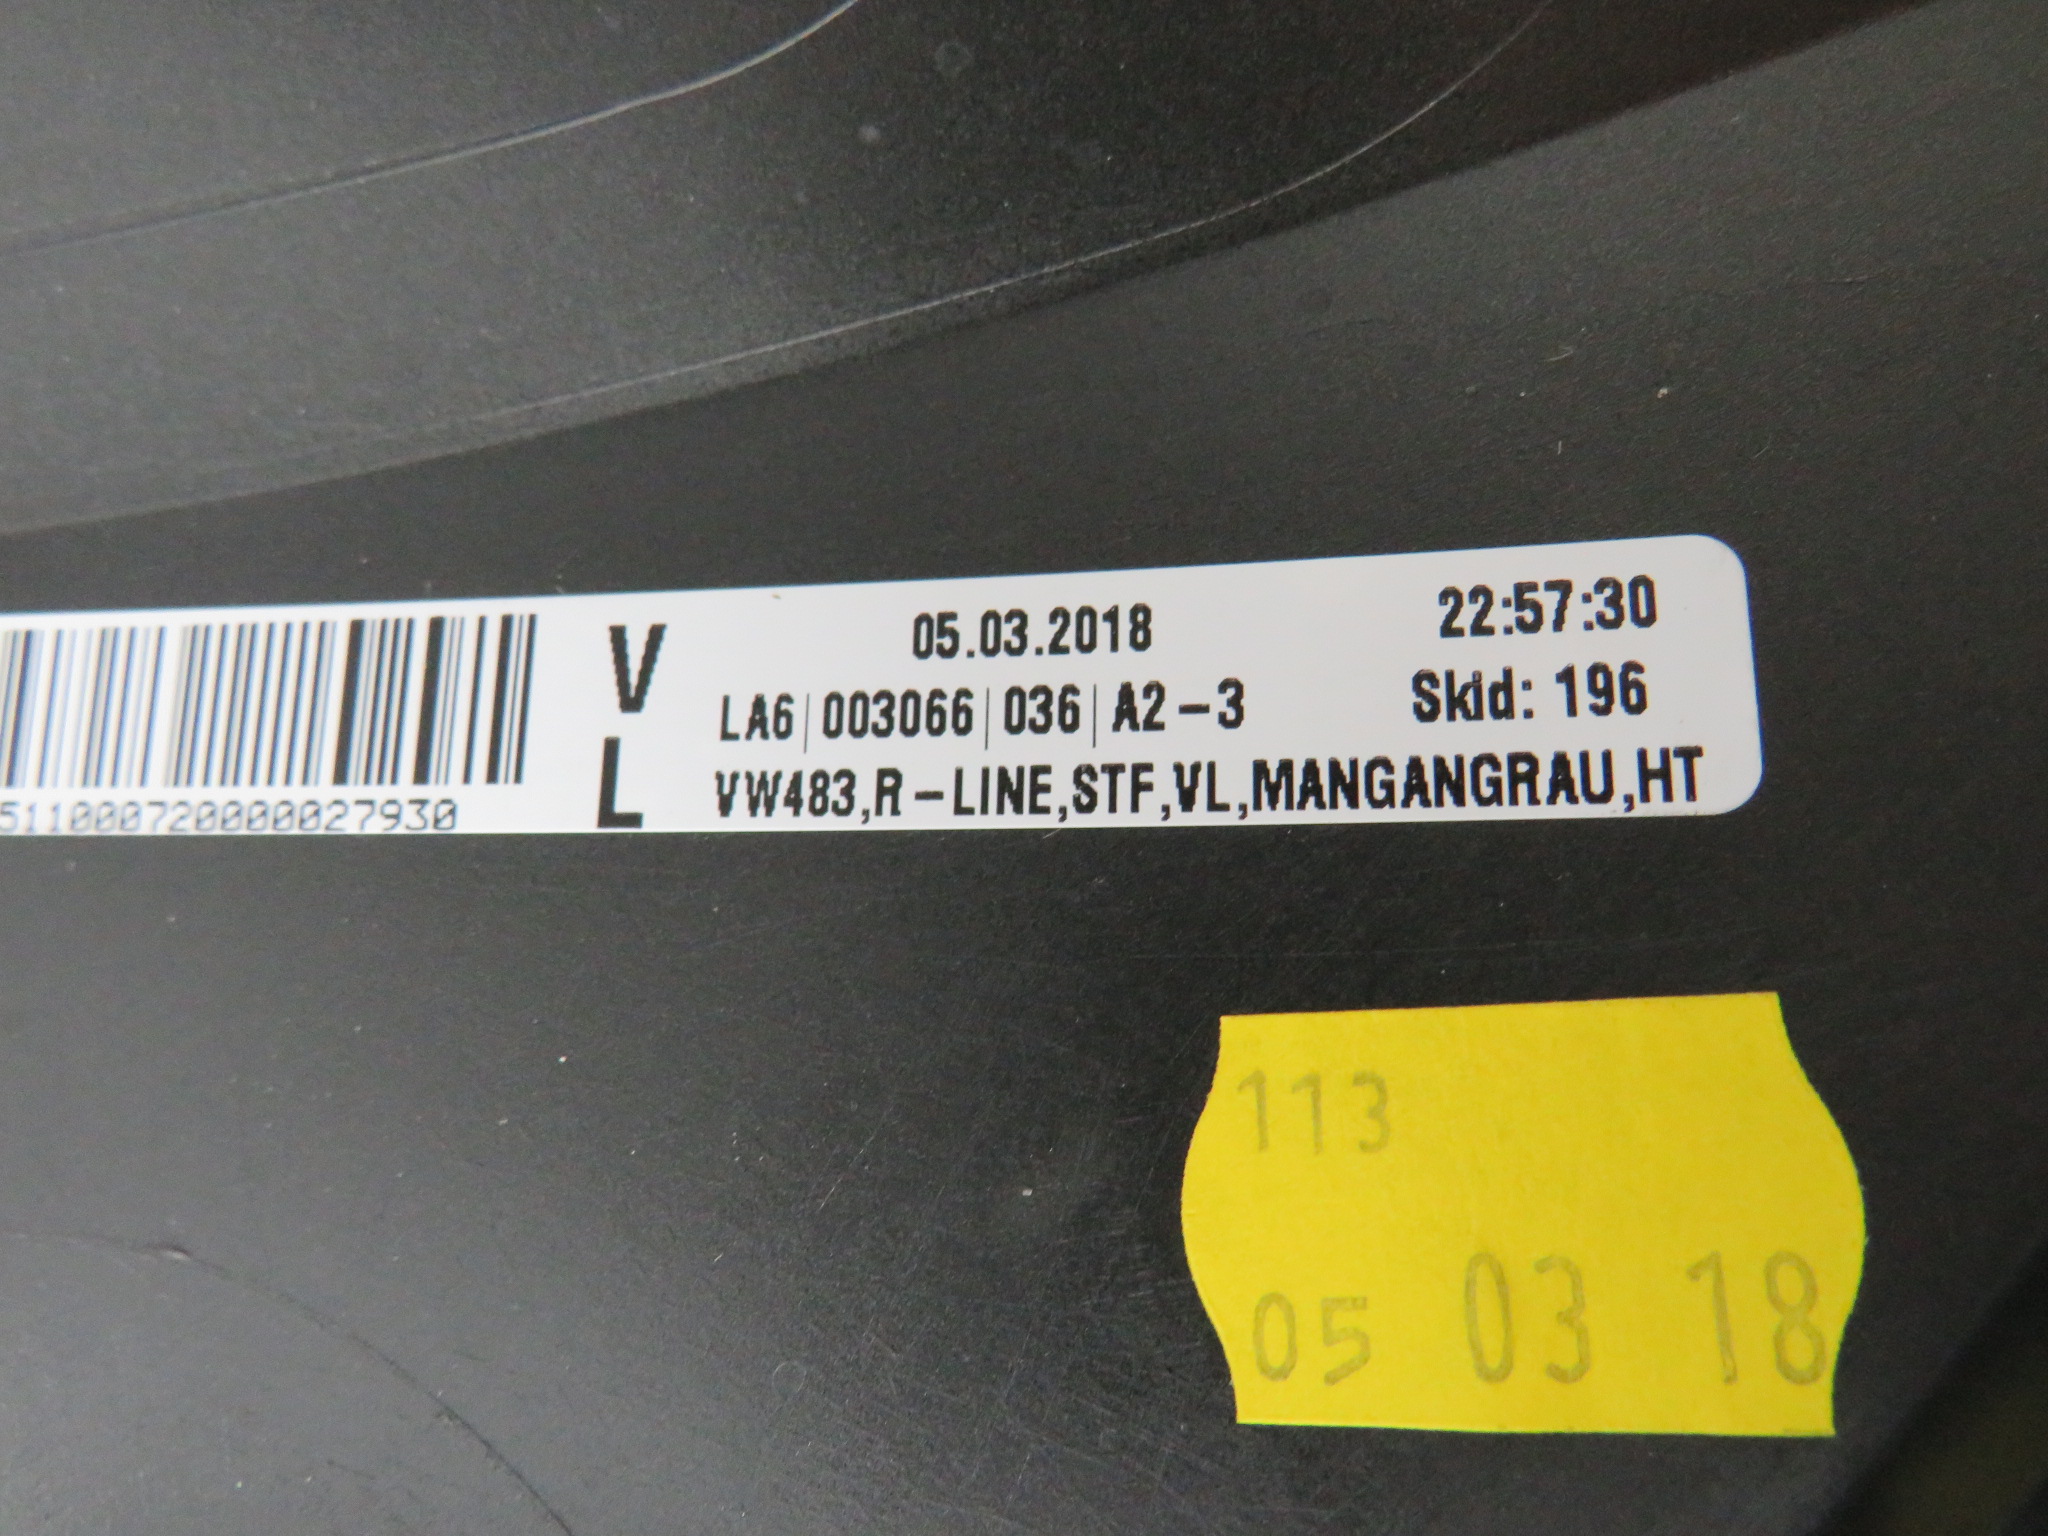 05.03.2018 22:57:30
V
LA6|003066|036|A2-3 Skid: 196
L VW483,R-LINE,STF,VL,MANGANGRAU,HT
511000720000027930
113
05 03 18